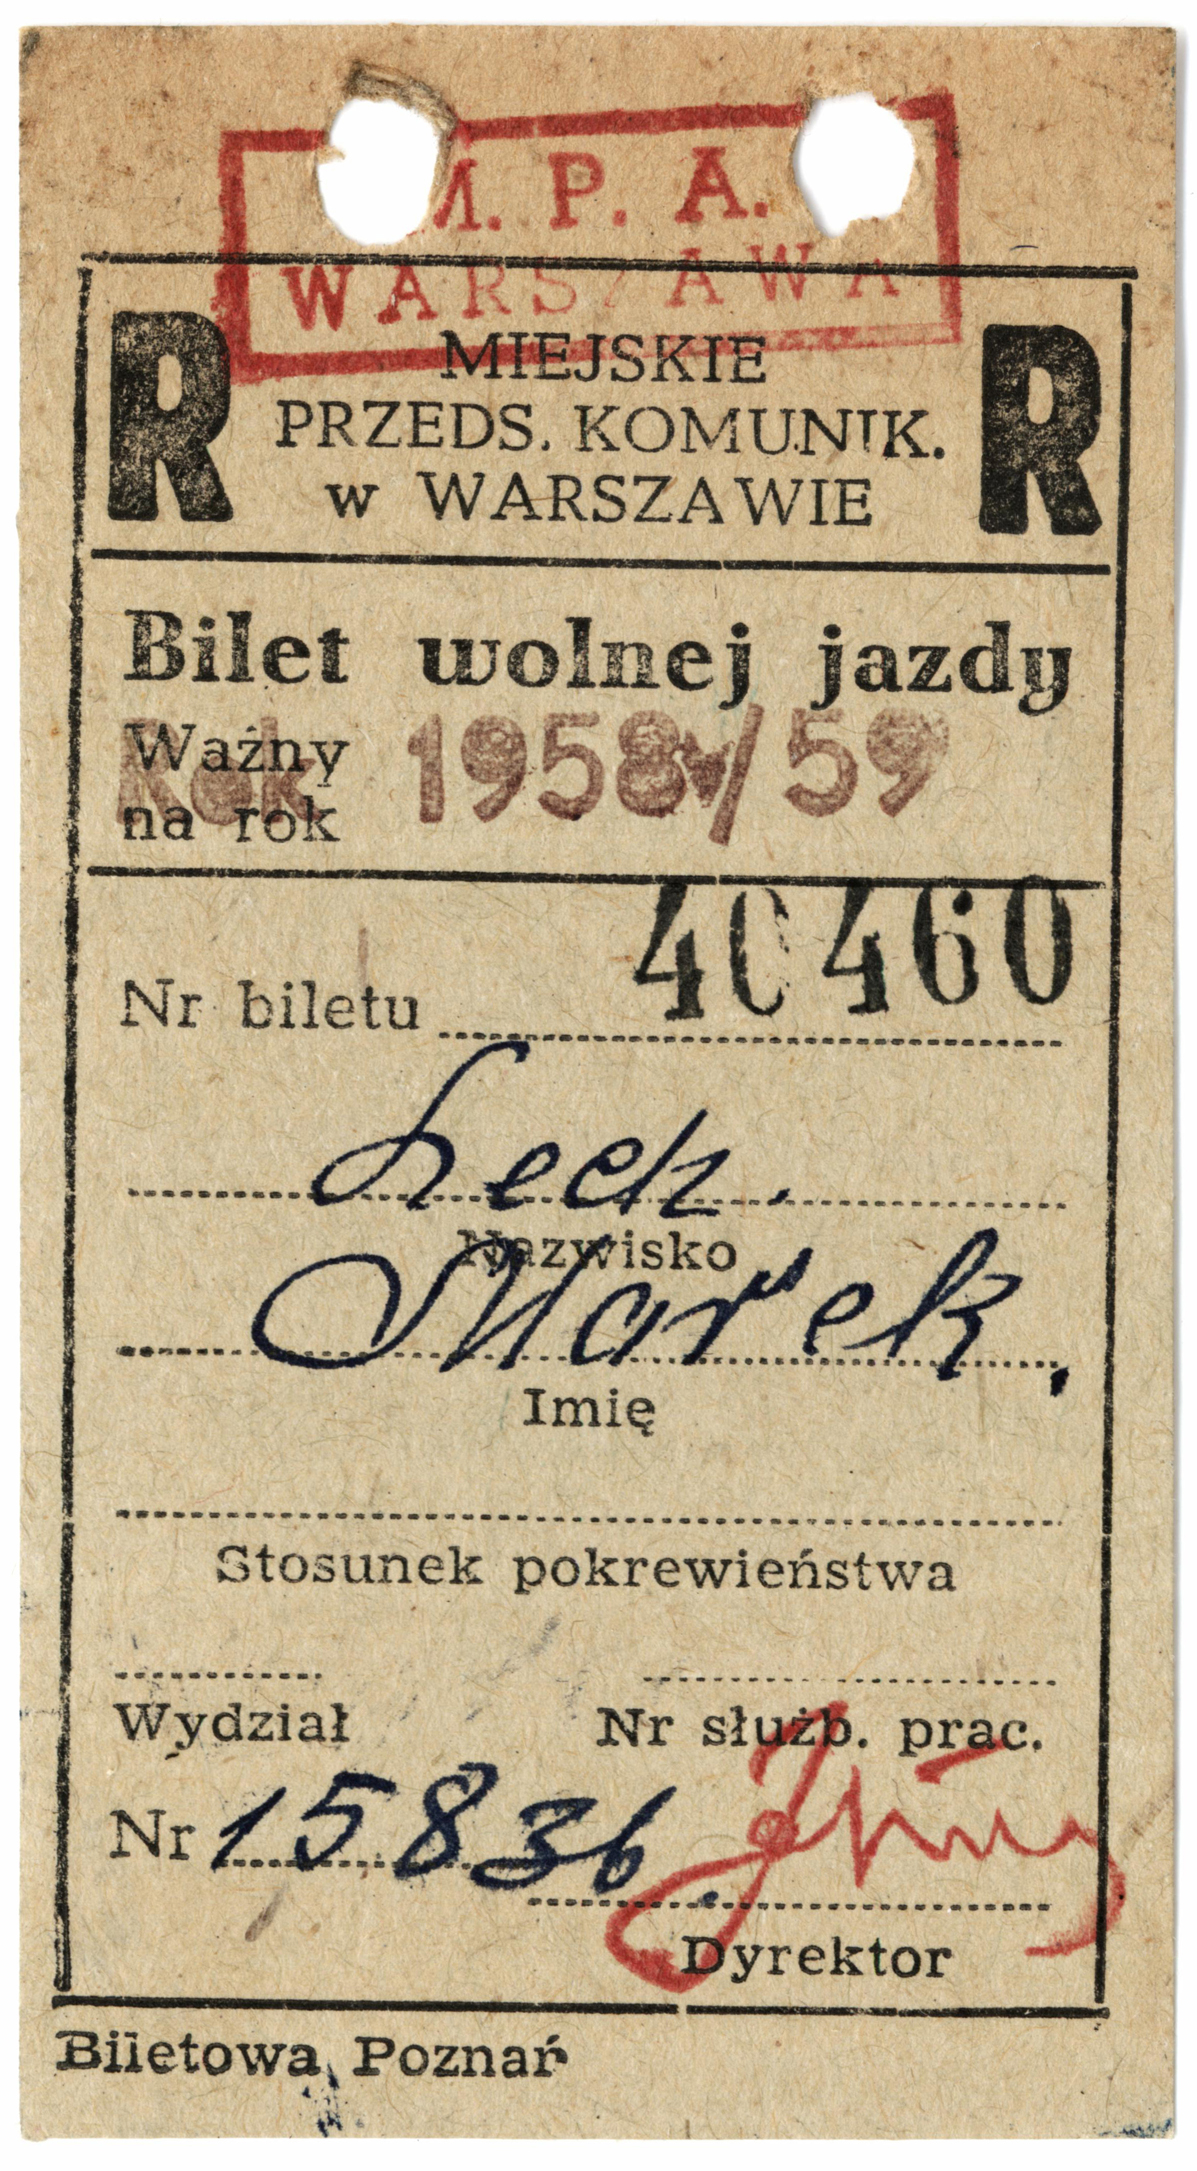 M. P. A.
WARSZAWA
R R
MIEJSKIE
PRZEDS. KOMUNIK.
w WARSZAWIE
Bilet wolnej jazdy
Ważny
na rok
Rok 1958/59
40460
Nr biletu
Lech.
Nazwisko
Marek.
Imię
Stosunek pokrewieństwa
Wydział Nr służb. prac.
Nr 15836.
Dyrektor
Biletowa Poznań